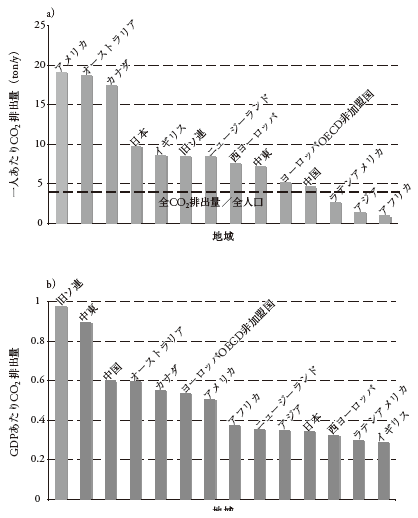 a)
一人あたりCO₂ 排出量 (ton/y)
25
20
15
10
5
0
アメリカ
オーストラリア
カナダ
日本
イギリス
旧ソ連
ニュージーランド
西ヨーロッパ
中東
ヨーロッパOECD非加盟国
中国
ラテンアメリカ
アジア
アフリカ
全CO₂排出量／全人口
地域
b)
GDPあたりCO₂ 排出量
1
0.8
0.6
0.4
0.2
0
旧ソ連
中東
中国
オーストラリア
カナダ
ヨーロッパOECD非加盟国
アメリカ
アフリカ
ニュージーランド
アジア
日本
西ヨーロッパ
ラテンアメリカ
イギリス
地域